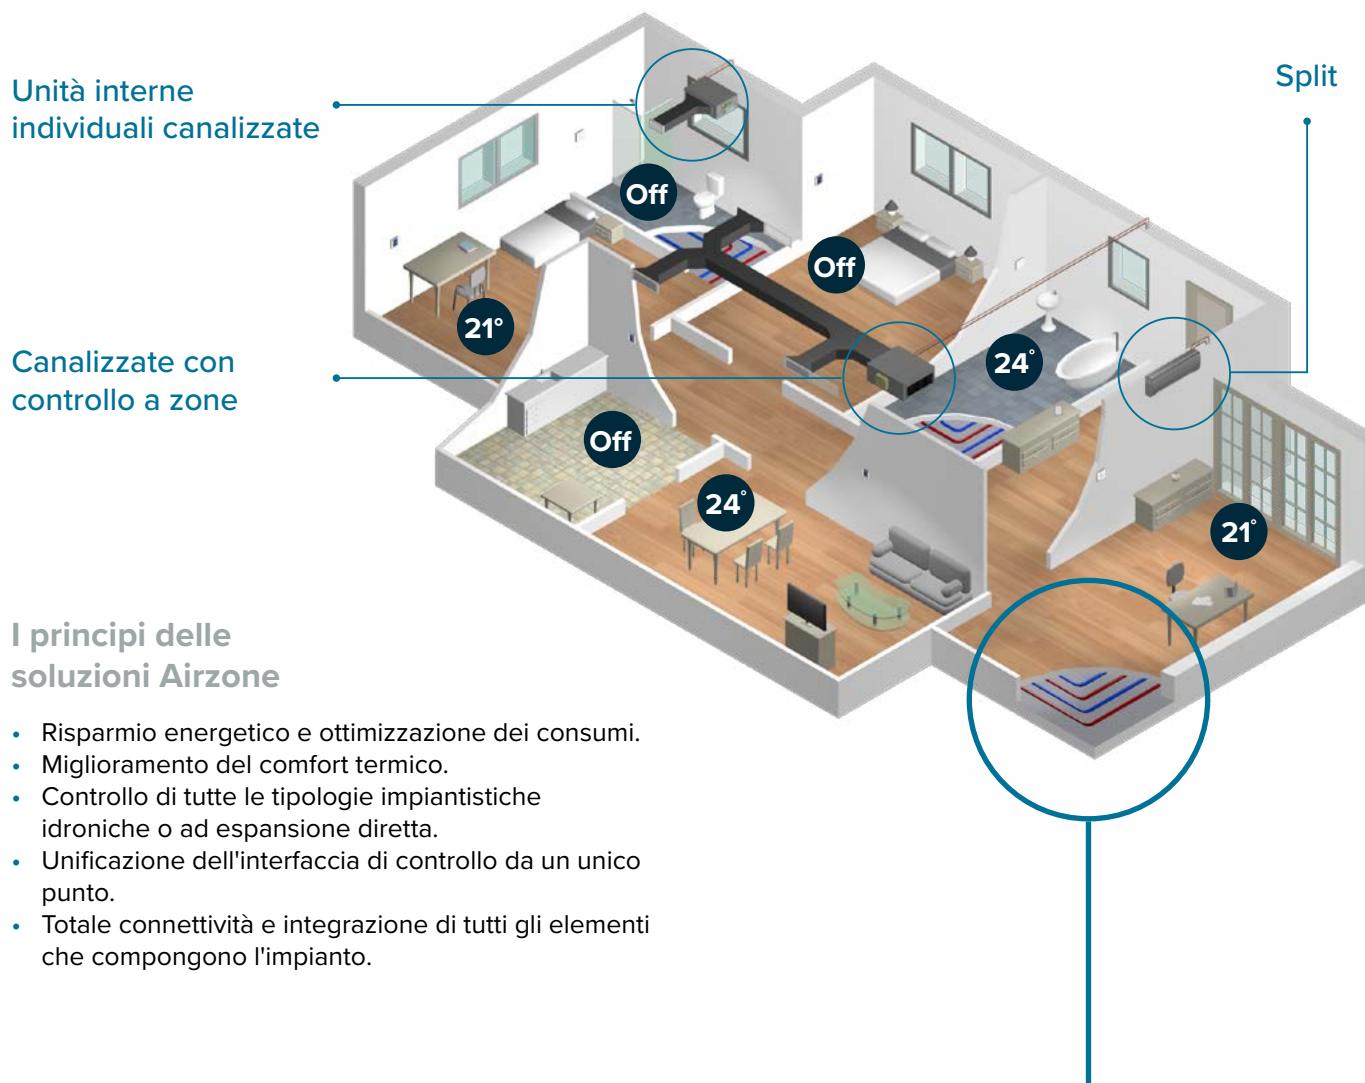 Unità interne
individuali canalizzate
Split
Off
Off
21°
24°
Canalizzate con
controllo a zone
Off
24°
21°
I principi delle
soluzioni Airzone
• Risparmio energetico e ottimizzazione dei consumi.
• Miglioramento del comfort termico.
• Controllo di tutte le tipologie impiantistiche
idroniche o ad espansione diretta.
• Unificazione dell'interfaccia di controllo da un unico
punto.
• Totale connettività e integrazione di tutti gli elementi
che compongono l'impianto.